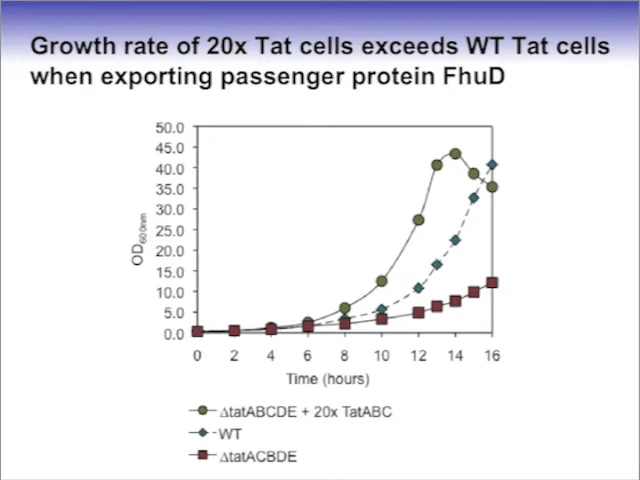 Growth rate of 20x Tat cells exceeds WT Tat cells
when exporting passenger protein FhuD
50.0
45.0
40.0
35.0
30.0
25.0
20.0
15.0
10.0
5.0
0.0
OD600nm
0 2 4 6 8 10 12 14 16
Time (hours)
ΔtatABCDE + 20x TatABC
WT
ΔtatACBDE